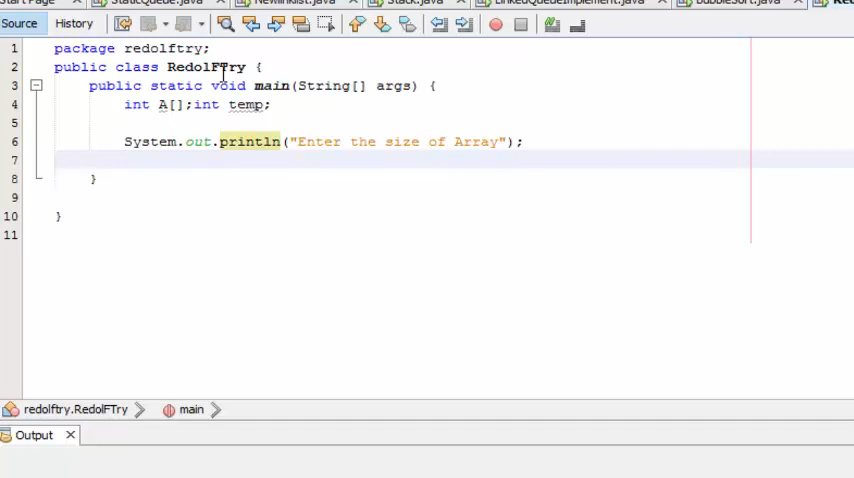 Start Page StaticQueue.java Newlinklist.java Stack.java LinkedQueueImplement.java BubbleSort.java
Source History
1 package redolftry;
2 public class RedolFTry {
3 public static void main(String[] args) {
4 int A[];int temp;
5
6 System.out.println("Enter the size of Array");
7
8 }
9
10 }
11
redolftry.RedolFTry main
Output